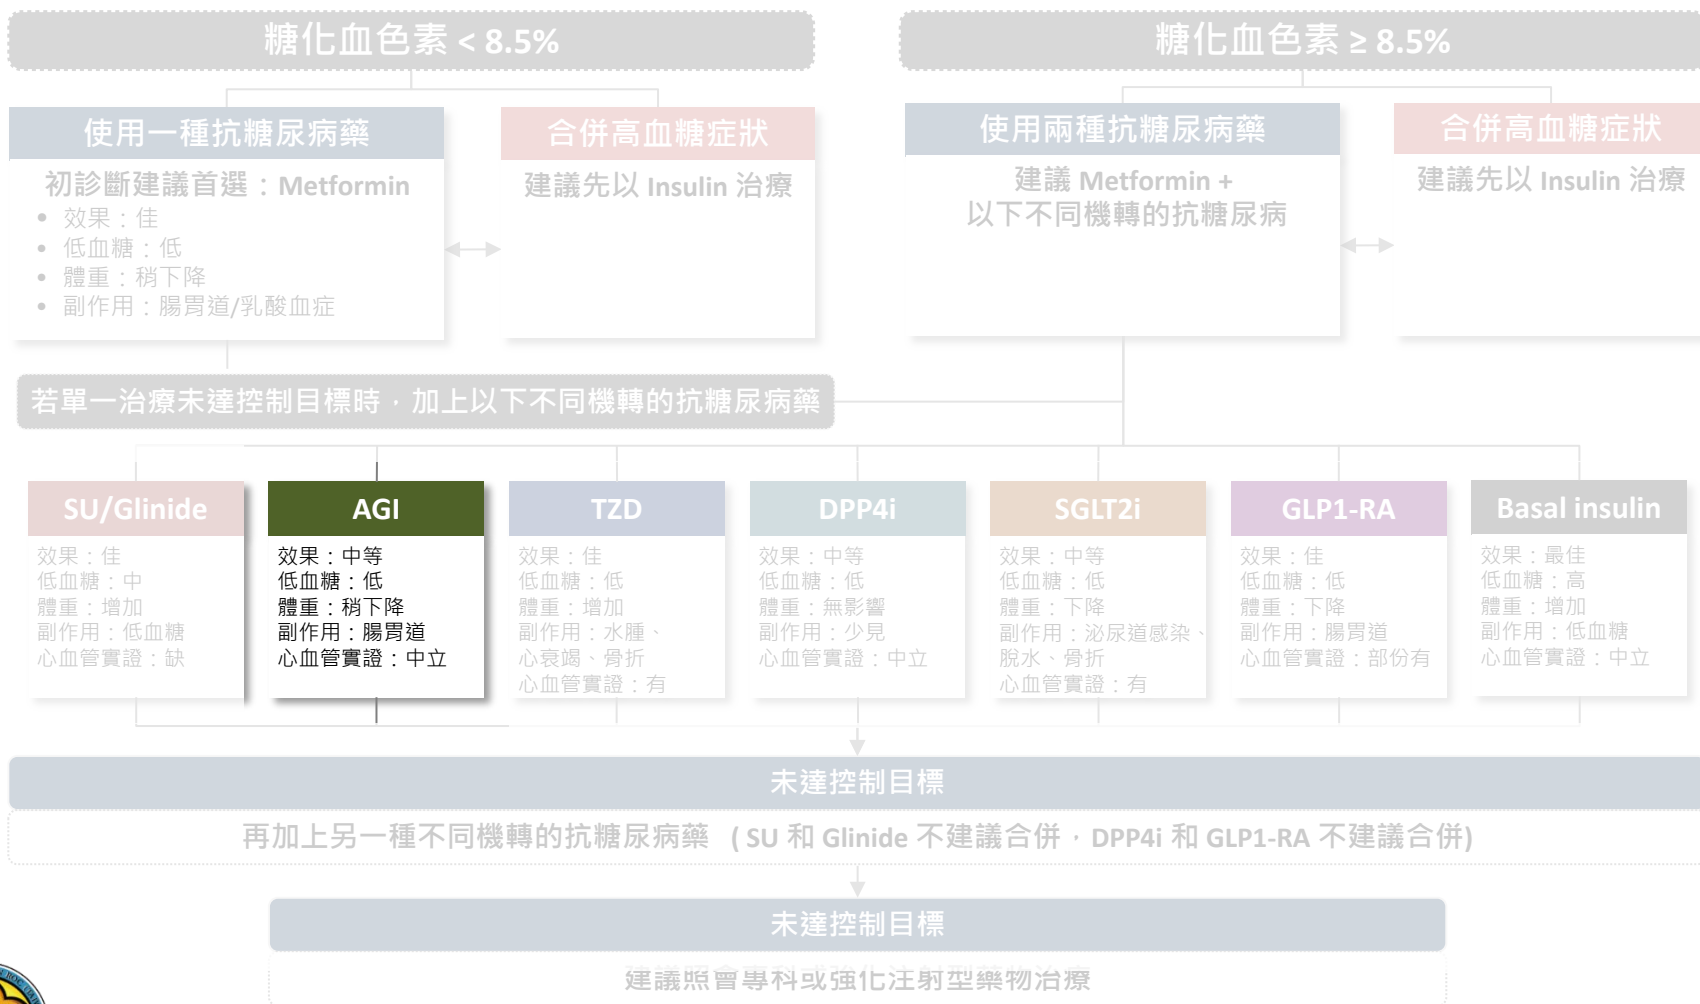 糖化血色素 < 8.5%
糖化血色素 ≥ 8.5%
使用一種抗糖尿病藥
初診斷建議首選：Metformin
• 效果：佳
• 低血糖：低
• 體重：稍下降
• 副作用：腸胃道/乳酸血症
合併高血糖症狀
建議先以 Insulin 治療
使用兩種抗糖尿病藥
建議 Metformin +
以下不同機轉的抗糖尿病
合併高血糖症狀
建議先以 Insulin 治療
若單一治療未達控制目標時，加上以下不同機轉的抗糖尿病藥
SU/Glinide
效果：佳
低血糖：中
體重：增加
副作用：低血糖
心血管實證：缺
AGI
效果：中等
低血糖：低
體重：稍下降
副作用：腸胃道
心血管實證：中立
TZD
效果：佳
低血糖：低
體重：增加
副作用：水腫、
心衰竭、骨折
心血管實證：有
DPP4i
效果：中等
低血糖：低
體重：無影響
副作用：少見
心血管實證：中立
SGLT2i
效果：中等
低血糖：低
體重：下降
副作用：泌尿道感染、
脫水、骨折
心血管實證：有
GLP1-RA
效果：佳
低血糖：低
體重：下降
副作用：腸胃道
心血管實證：部份有
Basal insulin
效果：最佳
低血糖：高
體重：增加
副作用：低血糖
心血管實證：中立
未達控制目標
再加上另一種不同機轉的抗糖尿病藥 ( SU 和 Glinide 不建議合併，DPP4i 和 GLP1-RA 不建議合併)
未達控制目標
建議照會專科或強化注射型藥物治療